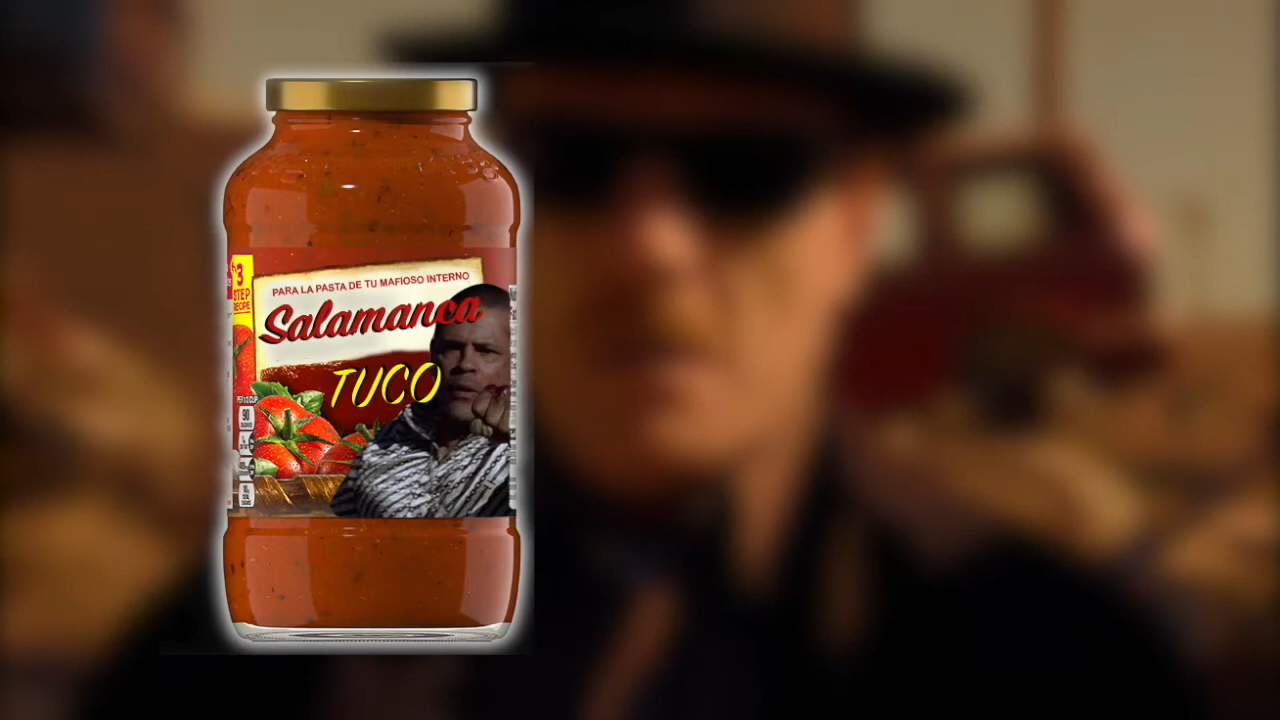 3
STEP
RECIPE
PARA LA PASTA DE TU MAFIOSO INTERNO
Salamanca
TUCO
90